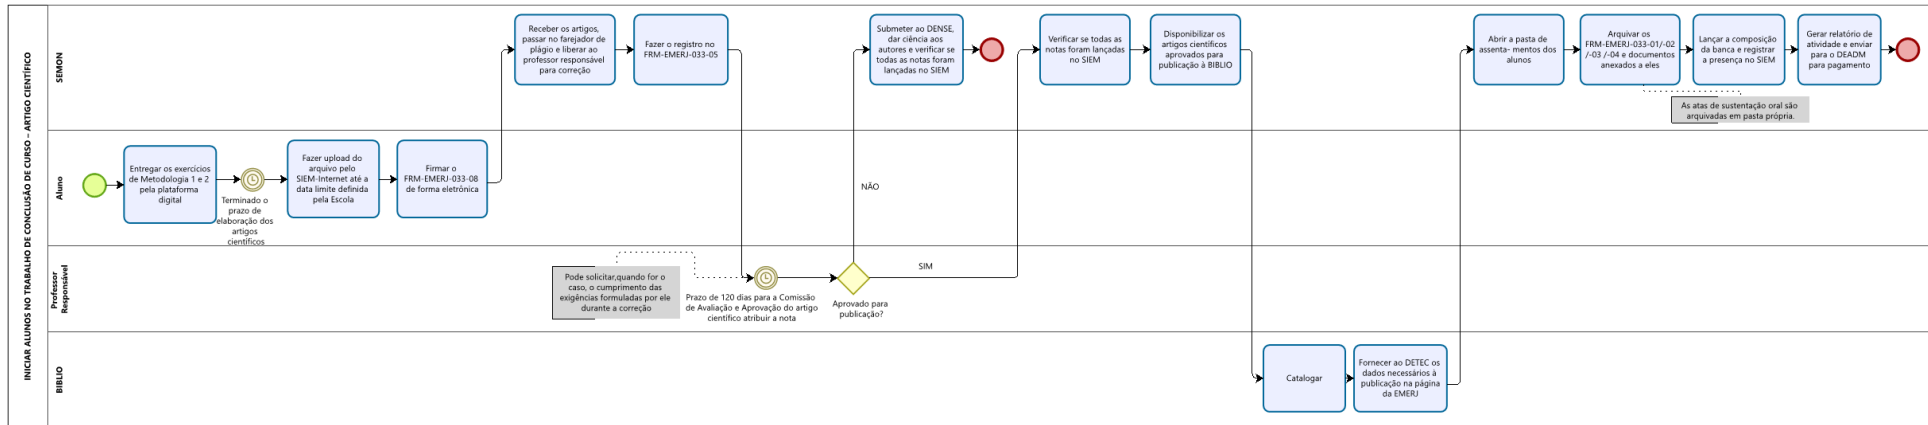 INICIAR ALUNOS NO TRABALHO DE CONCLUSÃO DE CURSO – ARTIGO CIENTÍFICO
SEMON
Receber os artigos,
passar no farejador de
plágio e liberar ao
professor responsável
para correção
Fazer o registro no
FRM-EMERJ-033-05
Submeter ao DENSE,
dar ciência aos
autores e verificar se
todas as notas foram
lançadas no SIEM
Verificar se todas as
notas foram lançadas
no SIEM
Disponibilizar os
artigos científicos
aprovados para
publicação à BIBLIO
Abrir a pasta de
assenta- mentos dos
alunos
Arquivar os
FRM-EMERJ-033-01/-02
/-03 /-04 e documentos
anexados a eles
Lançar a composição
da banca e registrar
a presença no SIEM
Gerar relatório de
atividade e enviar
para o DEADM
para pagamento
As atas de sustentação oral são
arquivadas em pasta própria.
Aluno
Entregar os exercícios
de Metodologia 1 e 2
pela plataforma
digital
Terminado o
prazo de
elaboração dos
artigos
científicos
Fazer upload do
arquivo pelo
SIEM-Internet até a
data limite definida
pela Escola
Firmar o
FRM-EMERJ-033-08
de forma eletrônica
NÃO
Professor
Responsável
Pode solicitar,quando for o
caso, o cumprimento das
exigências formuladas por ele
durante a correção
Prazo de 120 dias para a Comissão
de Avaliação e Aprovação do artigo
científico atribuir a nota
Aprovado para
publicação?
SIM
BIBLIO
Catalogar
Fornecer ao DETEC os
dados necessários à
publicação na página
da EMERJ